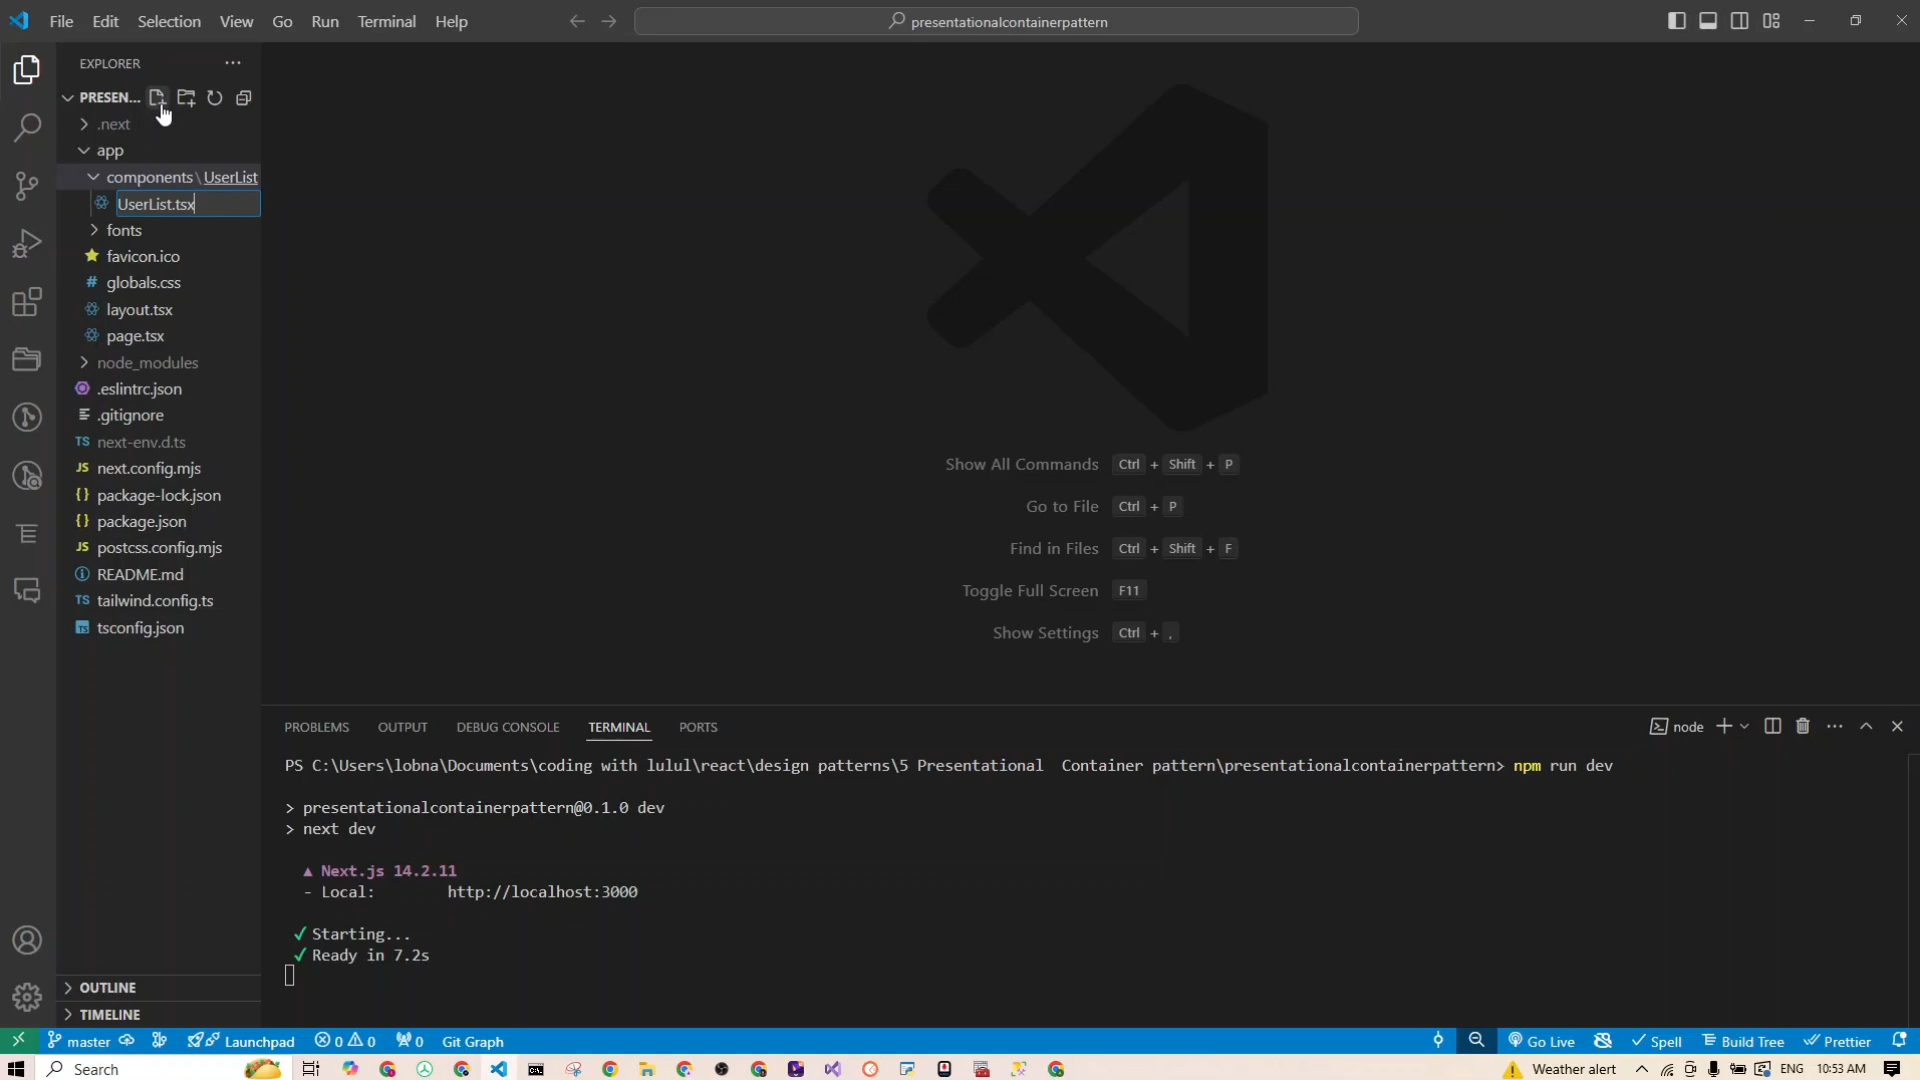 File Edit Selection View Go Run Terminal Help
presentationalcontainerpattern
EXPLORER
PRESEN...
.next
app
components\UserList
UserList.tsx
fonts
favicon.ico
# globals.css
layout.tsx
page.tsx
node_modules
.eslintrc.json
.gitignore
TS next-env.d.ts
JS next.config.mjs
{} package-lock.json
{} package.json
JS postcss.config.mjs
README.md
TS tailwind.config.ts
TS tsconfig.json
OUTLINE
TIMELINE
Show All Commands Ctrl + Shift + P
Go to File Ctrl + P
Find in Files Ctrl + Shift + F
Toggle Full Screen F11
Show Settings Ctrl + ,
PROBLEMS OUTPUT DEBUG CONSOLE TERMINAL PORTS
node
PS C:\Users\lobna\Documents\coding with lulul\react\design patterns\5 Presentational  Container pattern\presentationalcontainerpattern> npm run dev
> presentationalcontainerpattern@0.1.0 dev
> next dev
▲ Next.js 14.2.11
- Local: http://localhost:3000
✓ Starting...
✓ Ready in 7.2s
master Launchpad 0 0 0 Git Graph
Go Live Spell Build Tree Prettier
Search
Weather alert ENG 10:53 AM